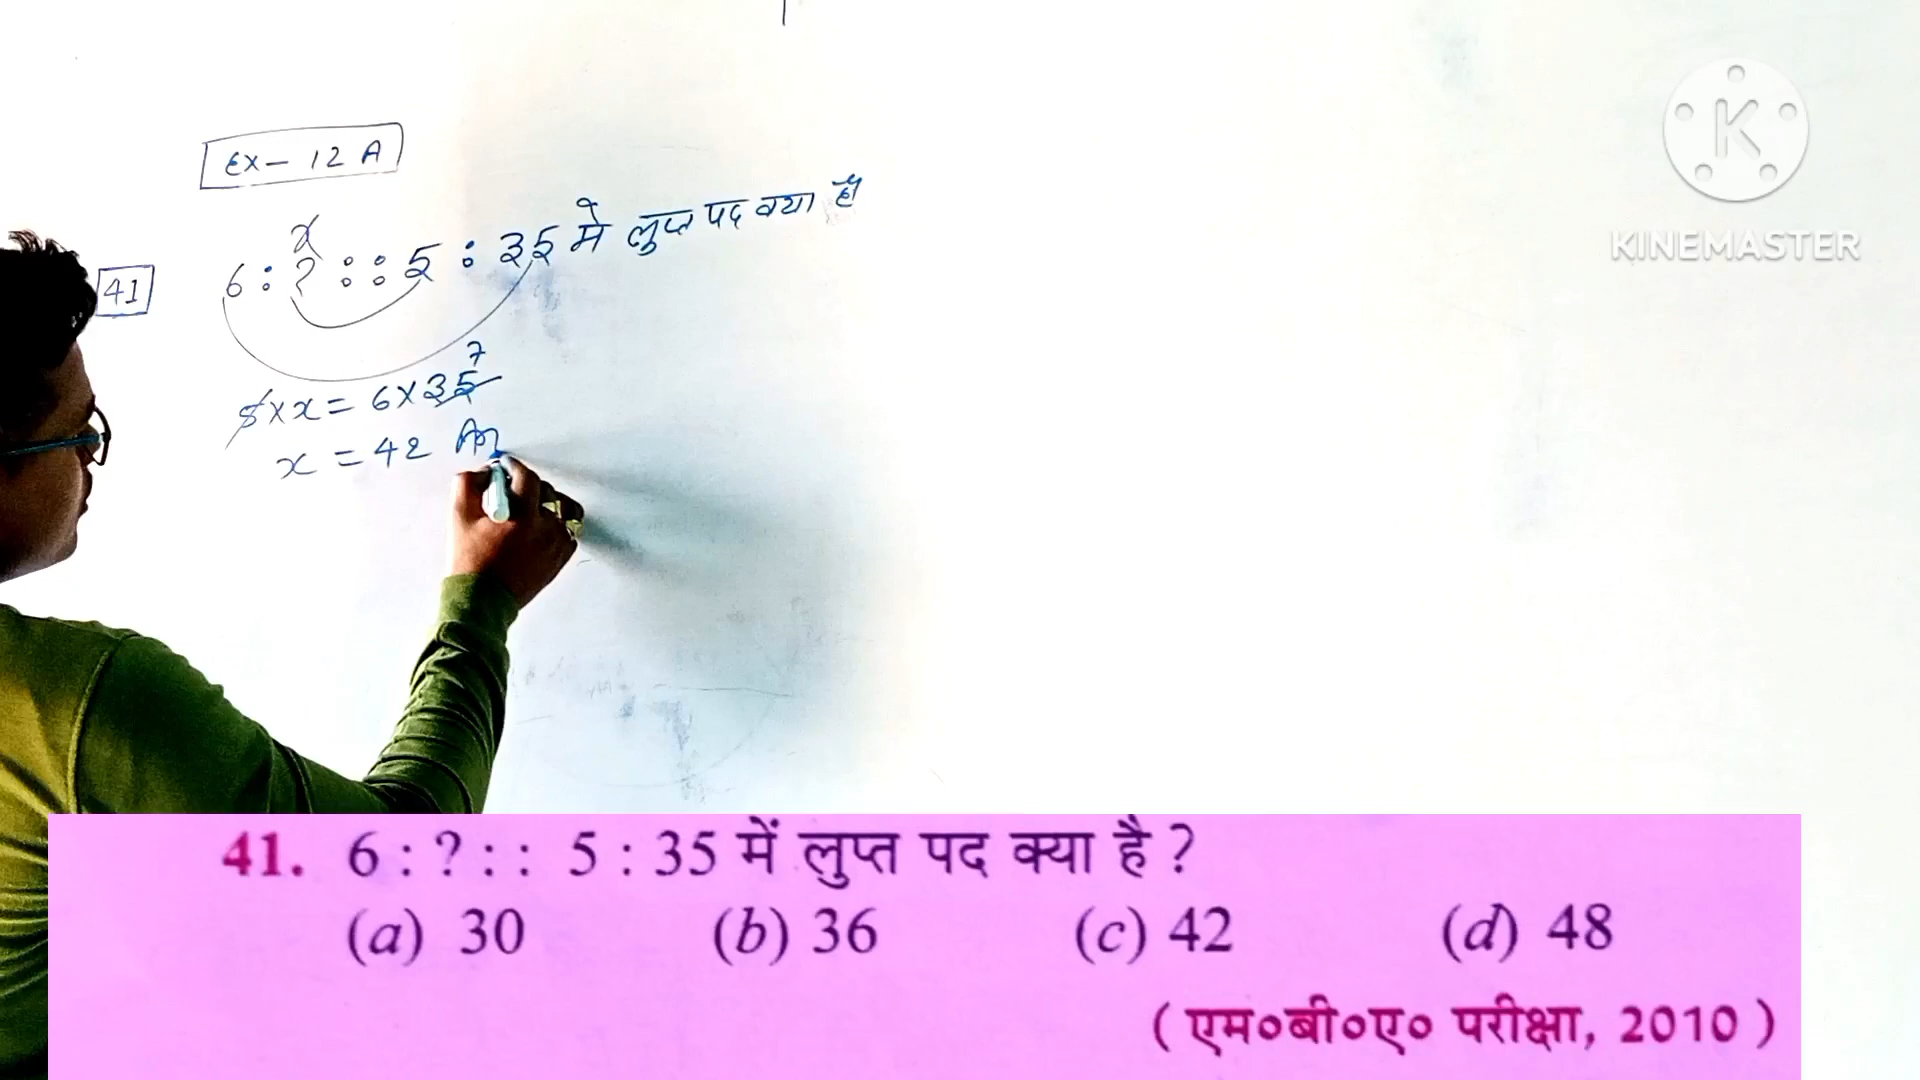 Ex- 12 A
x
41 6 : ? : : 5 : 35 मे लुप्त पद क्या है
7
5 × x = 6 × 35
x = 42 An
KINEMASTER
41. 6 : ? : : 5 : 35 में लुप्त पद क्या है ?
(a) 30 (b) 36 (c) 42 (d) 48
( एम०बी०ए० परीक्षा, 2010 )